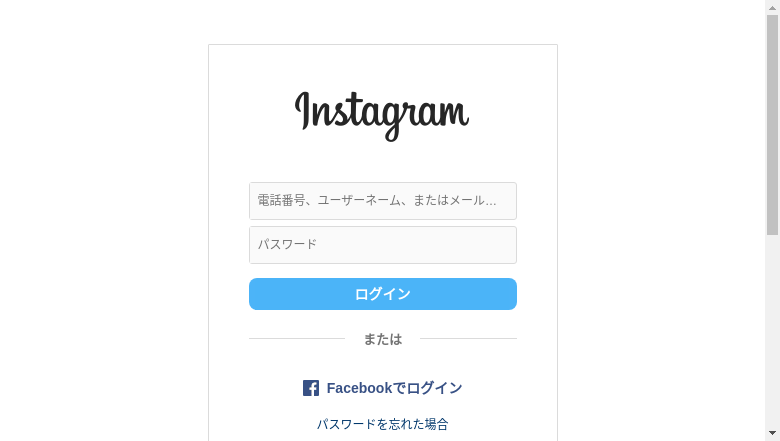 Instagram
電話番号、ユーザーネーム、またはメール...
パスワード
ログイン
または
Facebookでログイン
パスワードを忘れた場合